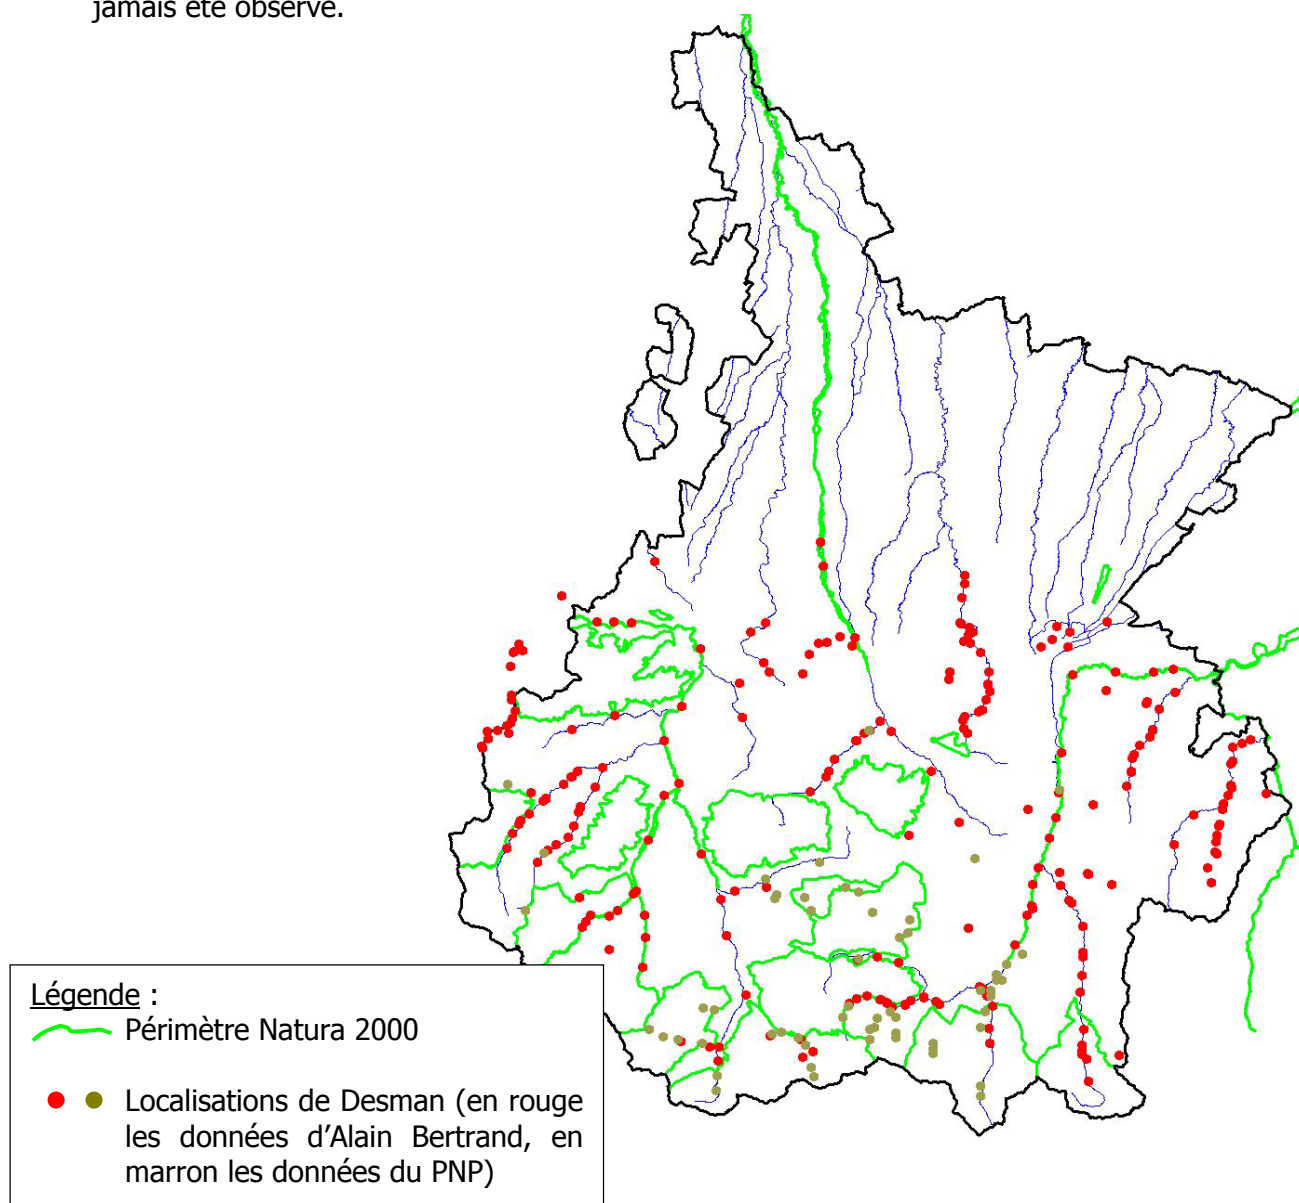 jamais été observé.
Légende :
Périmètre Natura 2000
Localisations de Desman (en rouge
les données d’Alain Bertrand, en
marron les données du PNP)